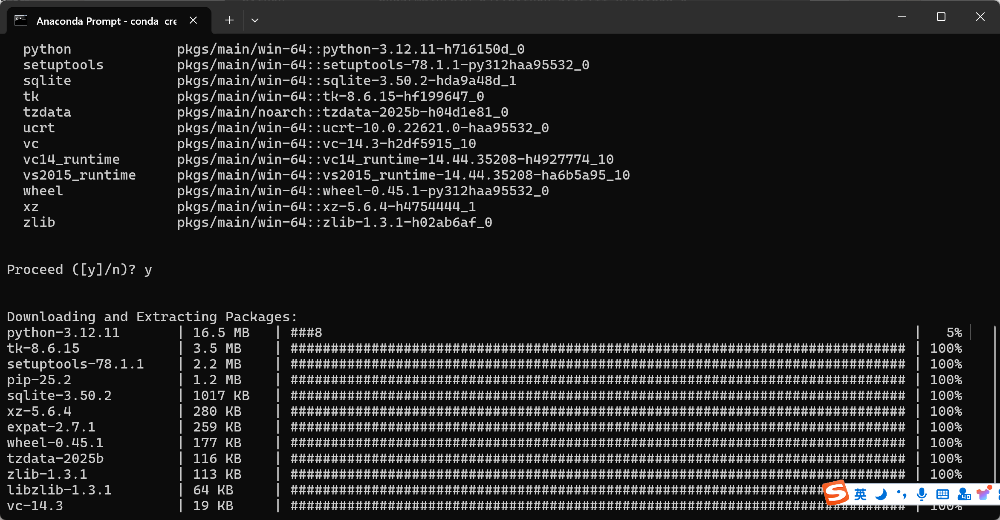 Anaconda Prompt - conda cre
python pkgs/main/win-64::python-3.12.11-h716150d_0
setuptools pkgs/main/win-64::setuptools-78.1.1-py312haa95532_0
sqlite pkgs/main/win-64::sqlite-3.50.2-hda9a48d_1
tk pkgs/main/win-64::tk-8.6.15-hf199647_0
tzdata pkgs/main/noarch::tzdata-2025b-h04d1e81_0
ucrt pkgs/main/win-64::ucrt-10.0.22621.0-haa95532_0
vc pkgs/main/win-64::vc-14.3-h2df5915_10
vc14_runtime pkgs/main/win-64::vc14_runtime-14.44.35208-h4927774_10
vs2015_runtime pkgs/main/win-64::vs2015_runtime-14.44.35208-ha6b5a95_10
wheel pkgs/main/win-64::wheel-0.45.1-py312haa95532_0
xz pkgs/main/win-64::xz-5.6.4-h4754444_1
zlib pkgs/main/win-64::zlib-1.3.1-h02ab6af_0
Proceed ([y]/n)? y
Downloading and Extracting Packages:
python-3.12.11 | 16.5 MB | ###8 | 5%
tk-8.6.15 | 3.5 MB | ############################################################################ | 100%
setuptools-78.1.1 | 2.2 MB | ############################################################################ | 100%
pip-25.2 | 1.2 MB | ############################################################################ | 100%
sqlite-3.50.2 | 1017 KB | ############################################################################ | 100%
xz-5.6.4 | 280 KB | ############################################################################ | 100%
expat-2.7.1 | 259 KB | ############################################################################ | 100%
wheel-0.45.1 | 177 KB | ############################################################################ | 100%
tzdata-2025b | 116 KB | ############################################################################ | 100%
zlib-1.3.1 | 113 KB | ############################################################################ | 100%
libzlib-1.3.1 | 64 KB | ##################################################################
英
vc-14.3 | 19 KB | ############################################################################ | 100%